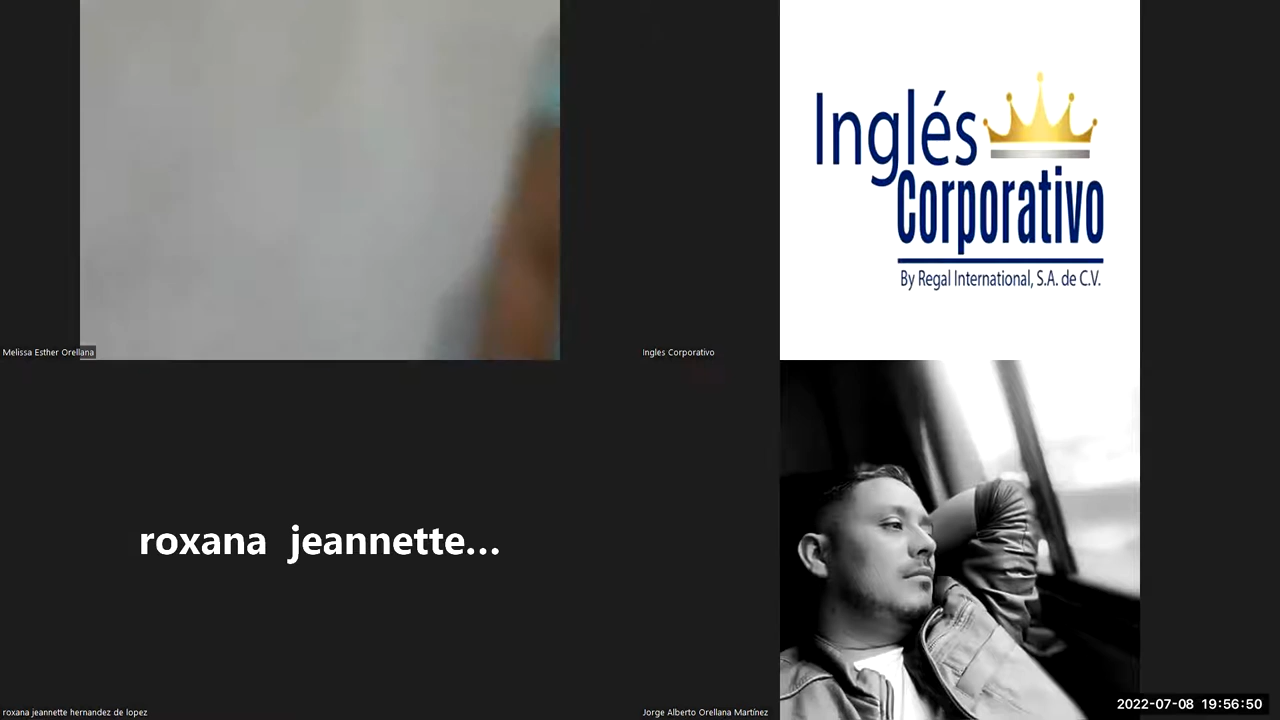 Inglés
Corporativo
By Regal International, S.A. de C.V.
Melissa Esther Orellana
Ingles Corporativo
roxana jeannette...
roxana jeannette hernandez de lopez
Jorge Alberto Orellana Martínez
2022-07-08 19:56:50